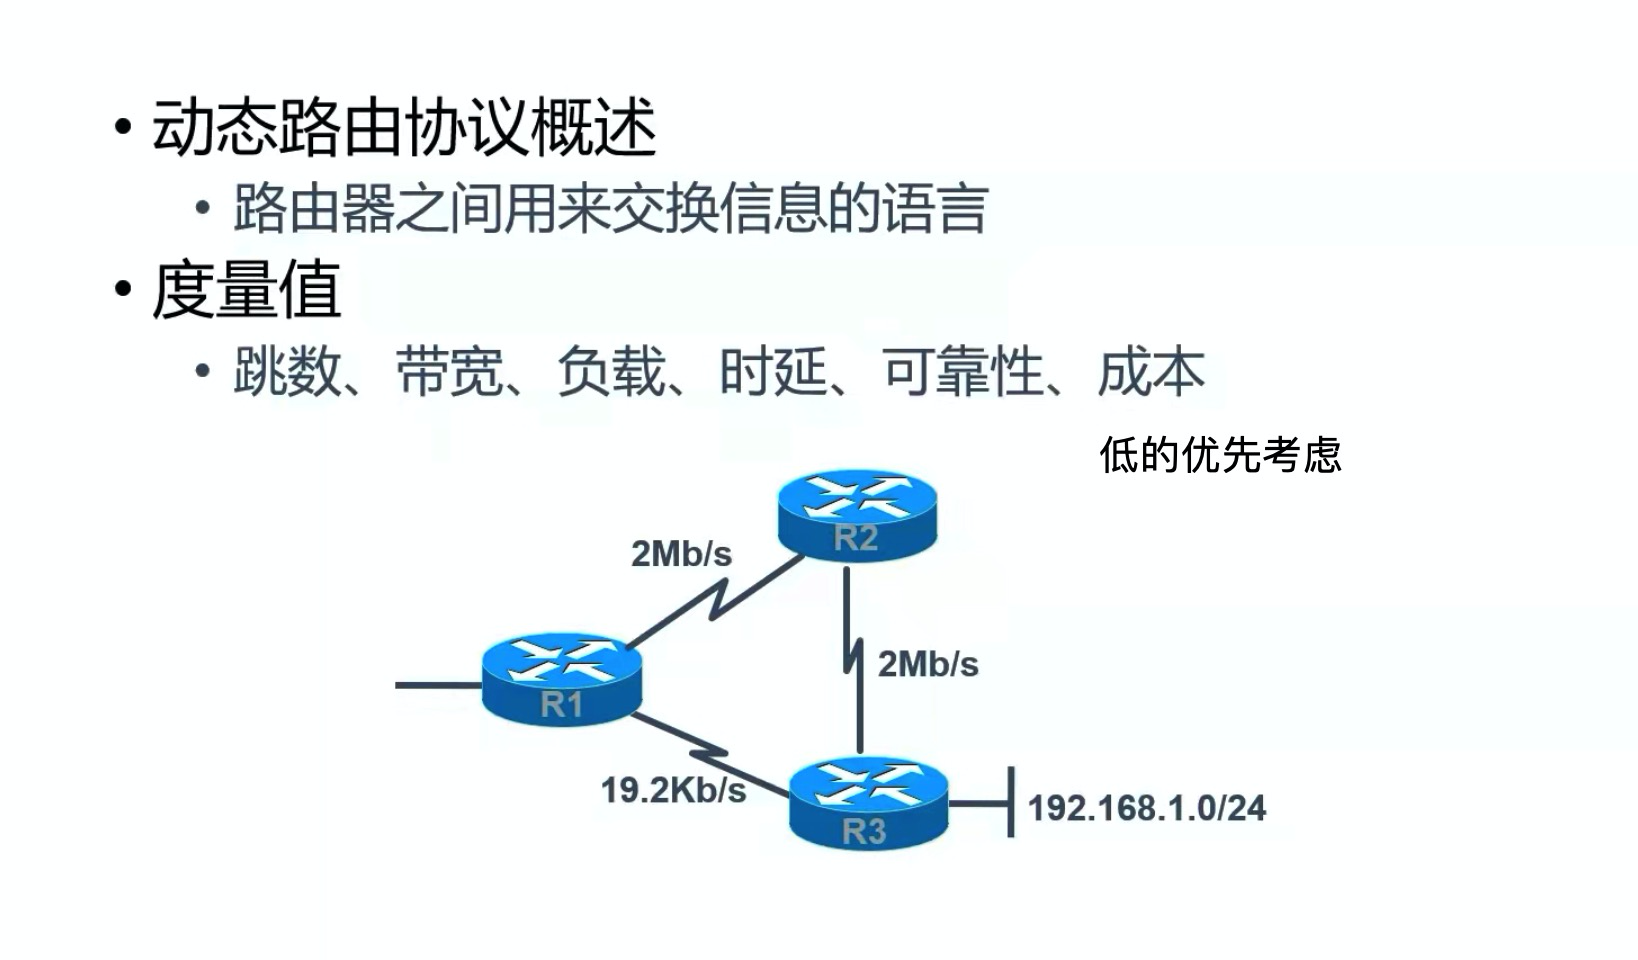 • 动态路由协议概述
• 路由器之间用来交换信息的语言
• 度量值
• 跳数、带宽、负载、时延、可靠性、成本
低的优先考虑
R2
2Mb/s
2Mb/s
R1
19.2Kb/s
192.168.1.0/24
R3